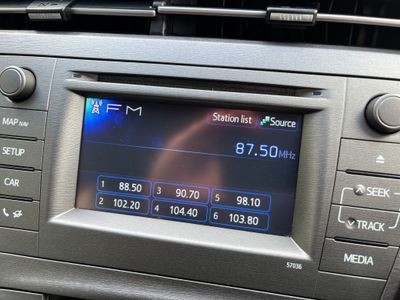 FM
Station list
Source
87.50MHz
1 88.50 3 90.70 5 98.10
2 102.20 4 104.40 6 103.80
MAP NAV
SETUP
CAR
SEEK
TRACK
MEDIA
57036